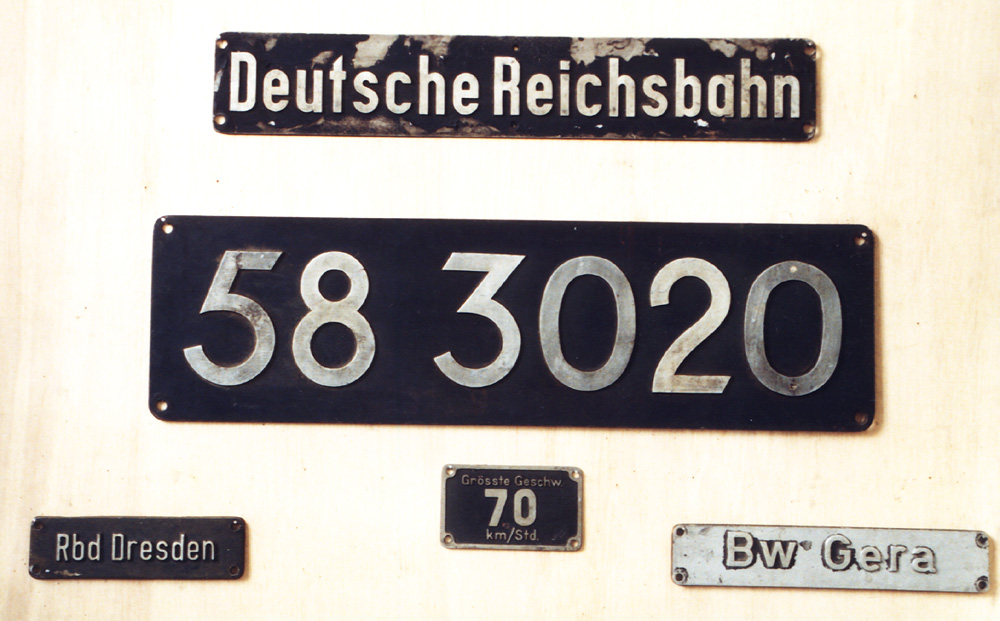 Deutsche Reichsbahn
58 3020
Grösste Geschw.
70
km/Std.
Rbd Dresden
Bw Gera